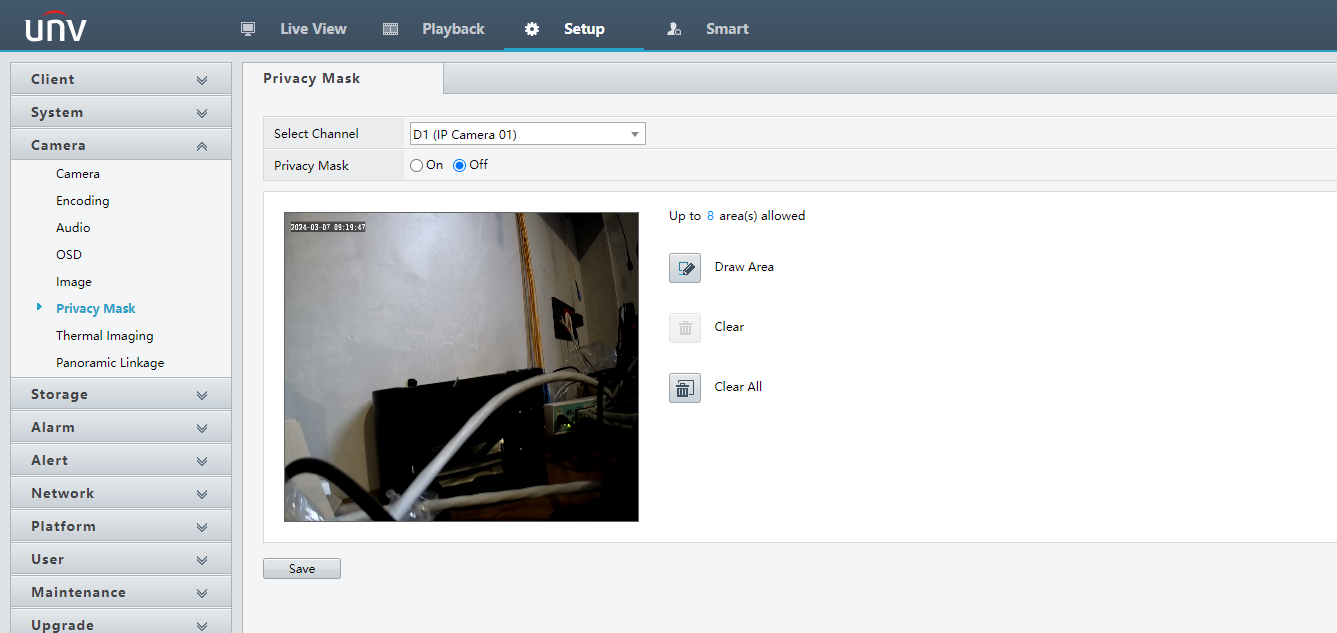 unv
Live View
Playback
Setup
Smart
Client
System
Camera
Camera
Encoding
Audio
OSD
Image
Privacy Mask
Thermal Imaging
Panoramic Linkage
Storage
Alarm
Alert
Network
Platform
User
Maintenance
Upgrade
Privacy Mask
Select Channel D1 (IP Camera 01)
Privacy Mask On Off
2024-03-07 09:19:47
Up to 8 area(s) allowed
Draw Area
Clear
Clear All
Save